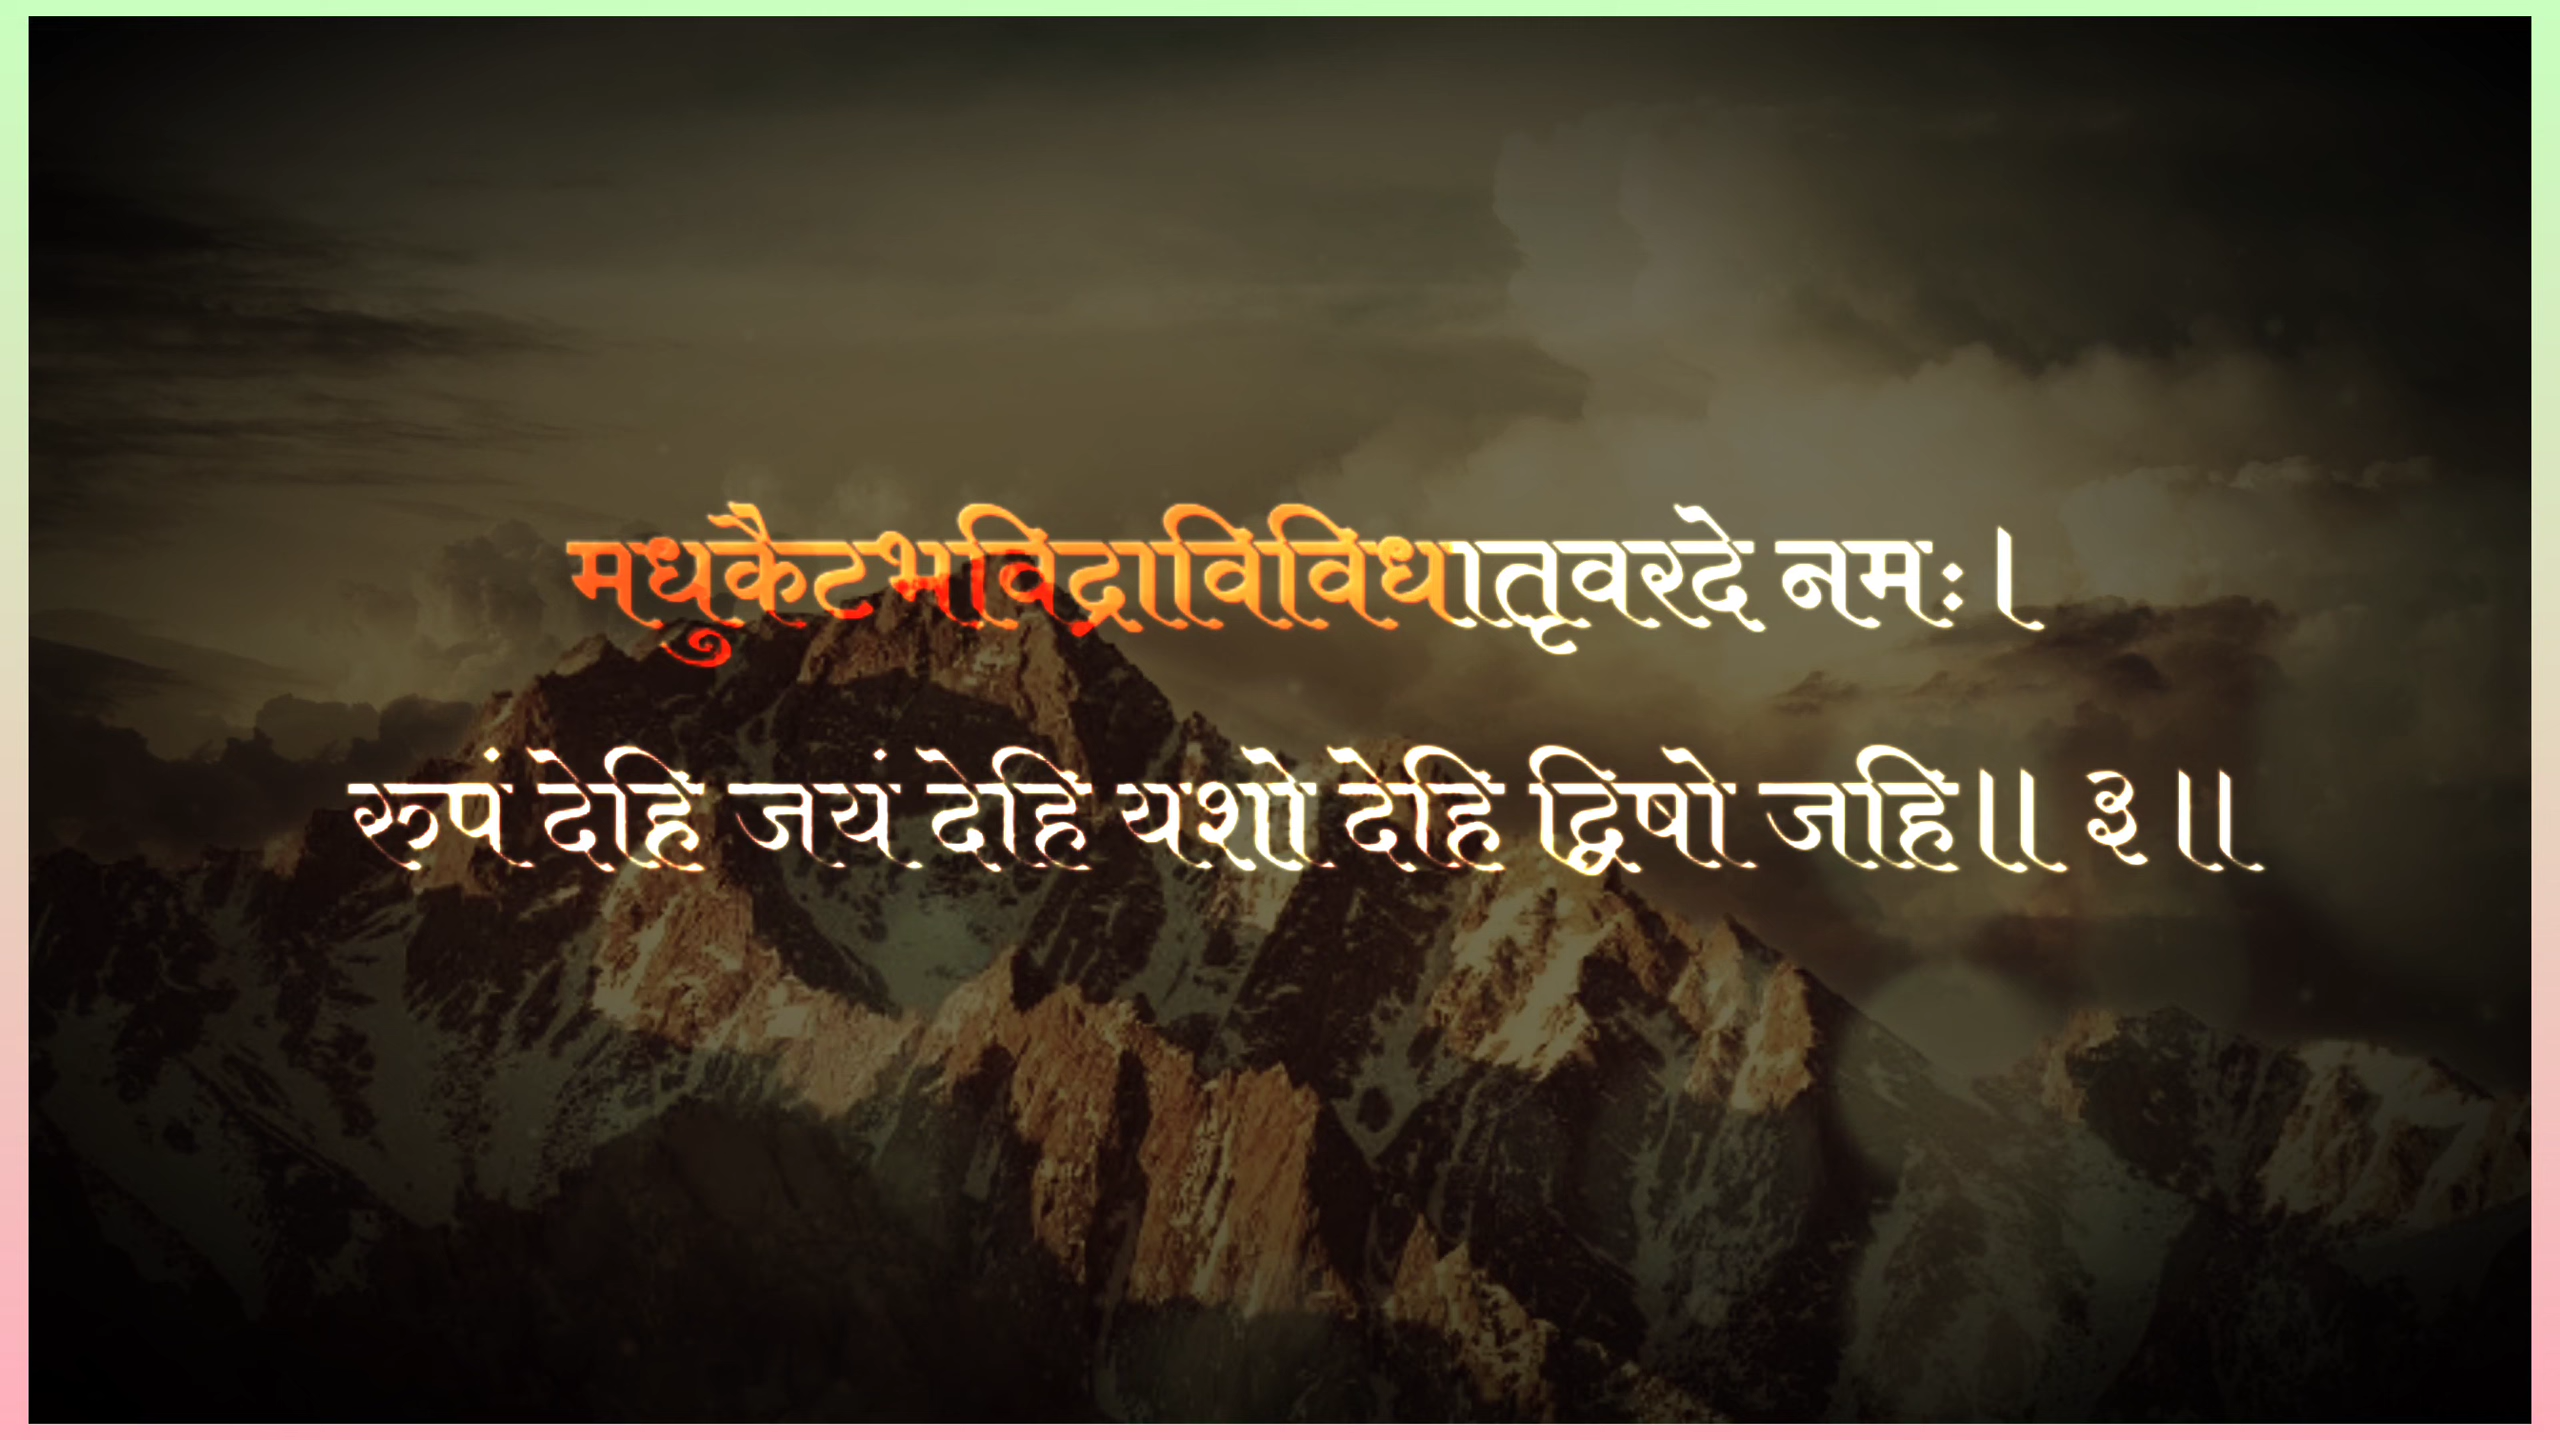 मधुकैटभविद्राविविधातृवरदे नमः।
रुपं देहि जयं देहि यशो देहि द्विषो जहि॥ ३ ॥